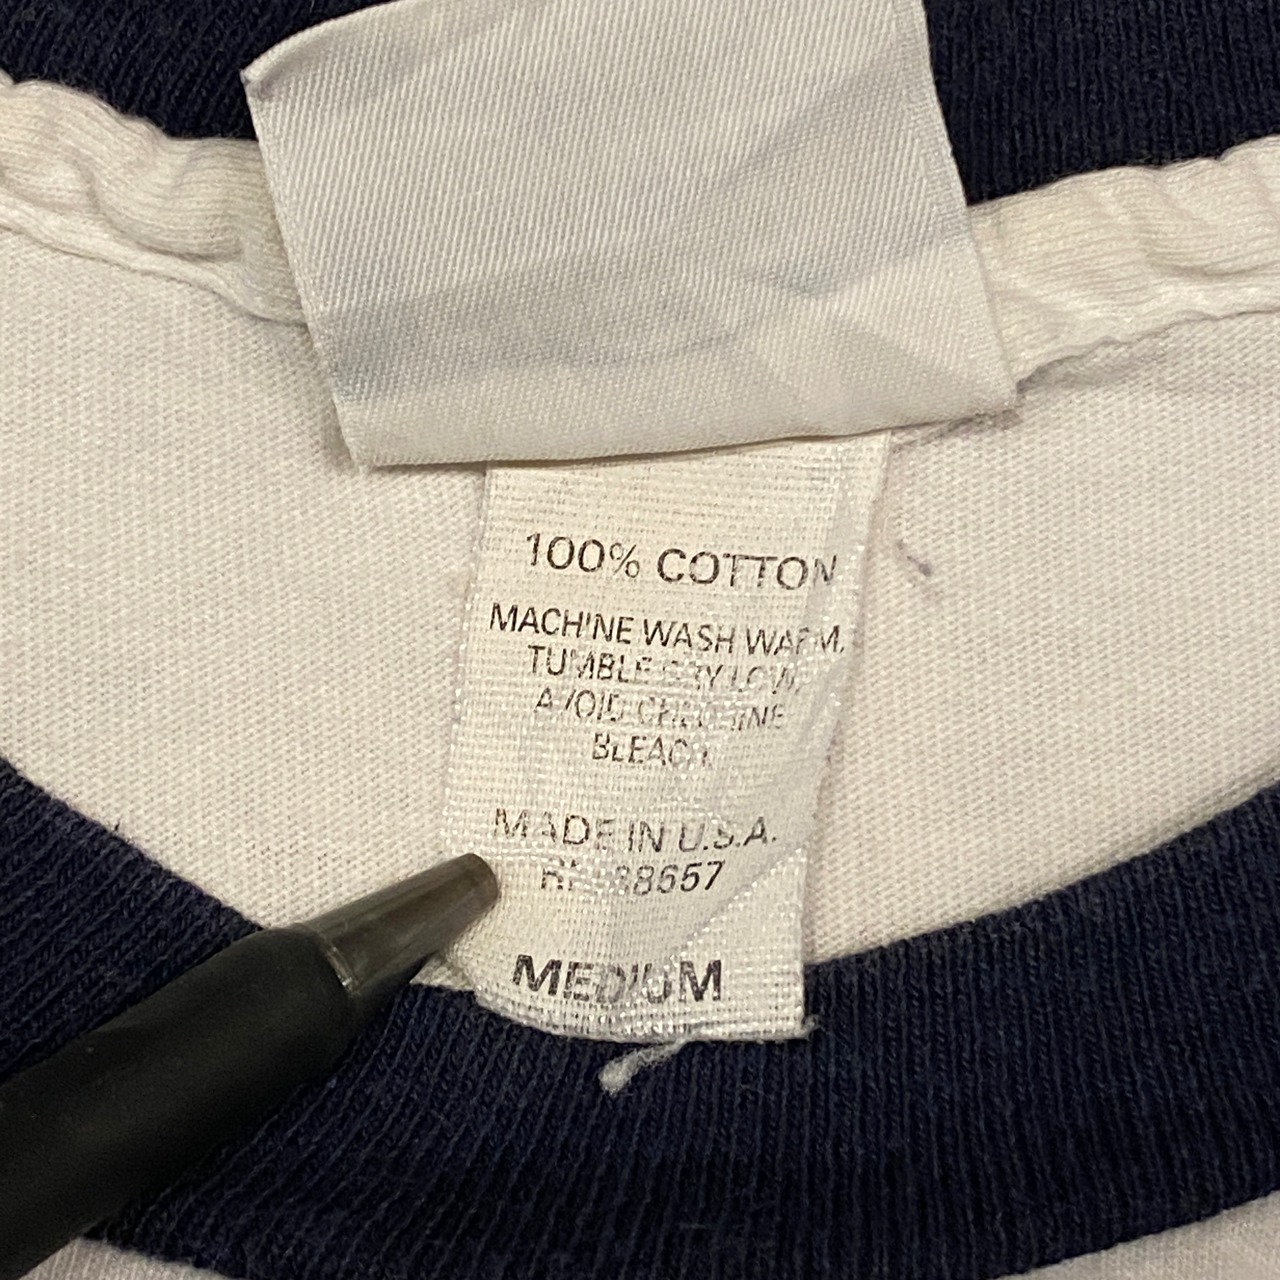 100% COTTON
MACHINE WASH WARM,
TUMBLE DRY LOW,
AVOID CHLORINE
BLEACH.
MADE IN U.S.A.
MEDIUM